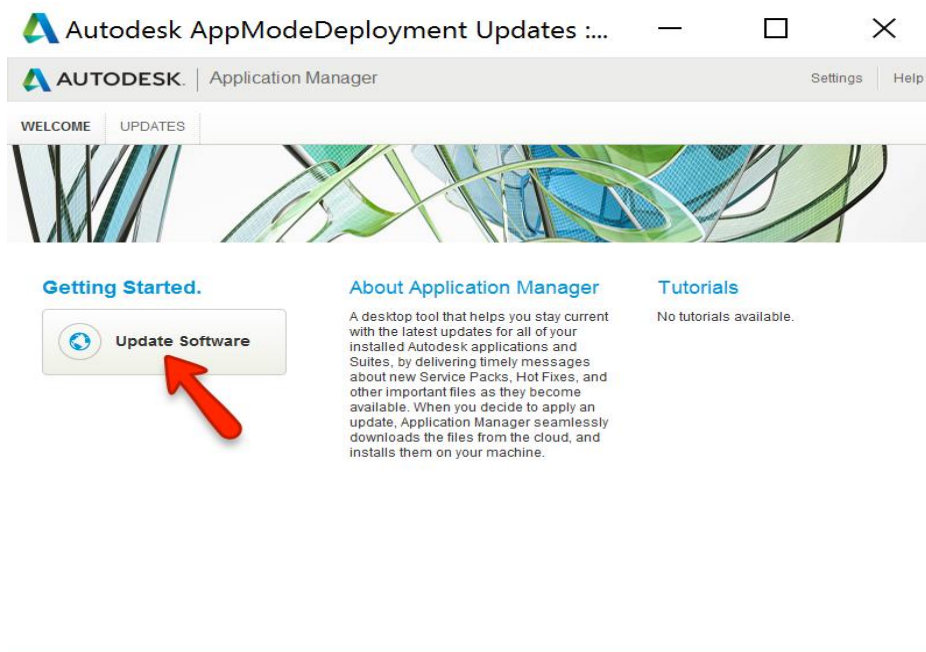 Autodesk AppModeDeployment Updates :...
AUTODESK. Application Manager
Settings Help
WELCOME UPDATES
Getting Started.
Update Software
About Application Manager
A desktop tool that helps you stay current
with the latest updates for all of your
installed Autodesk applications and
Suites, by delivering timely messages
about new Service Packs, Hot Fixes, and
other important files as they become
available. When you decide to apply an
update, Application Manager seamlessly
downloads the files from the cloud, and
installs them on your machine.
Tutorials
No tutorials available.